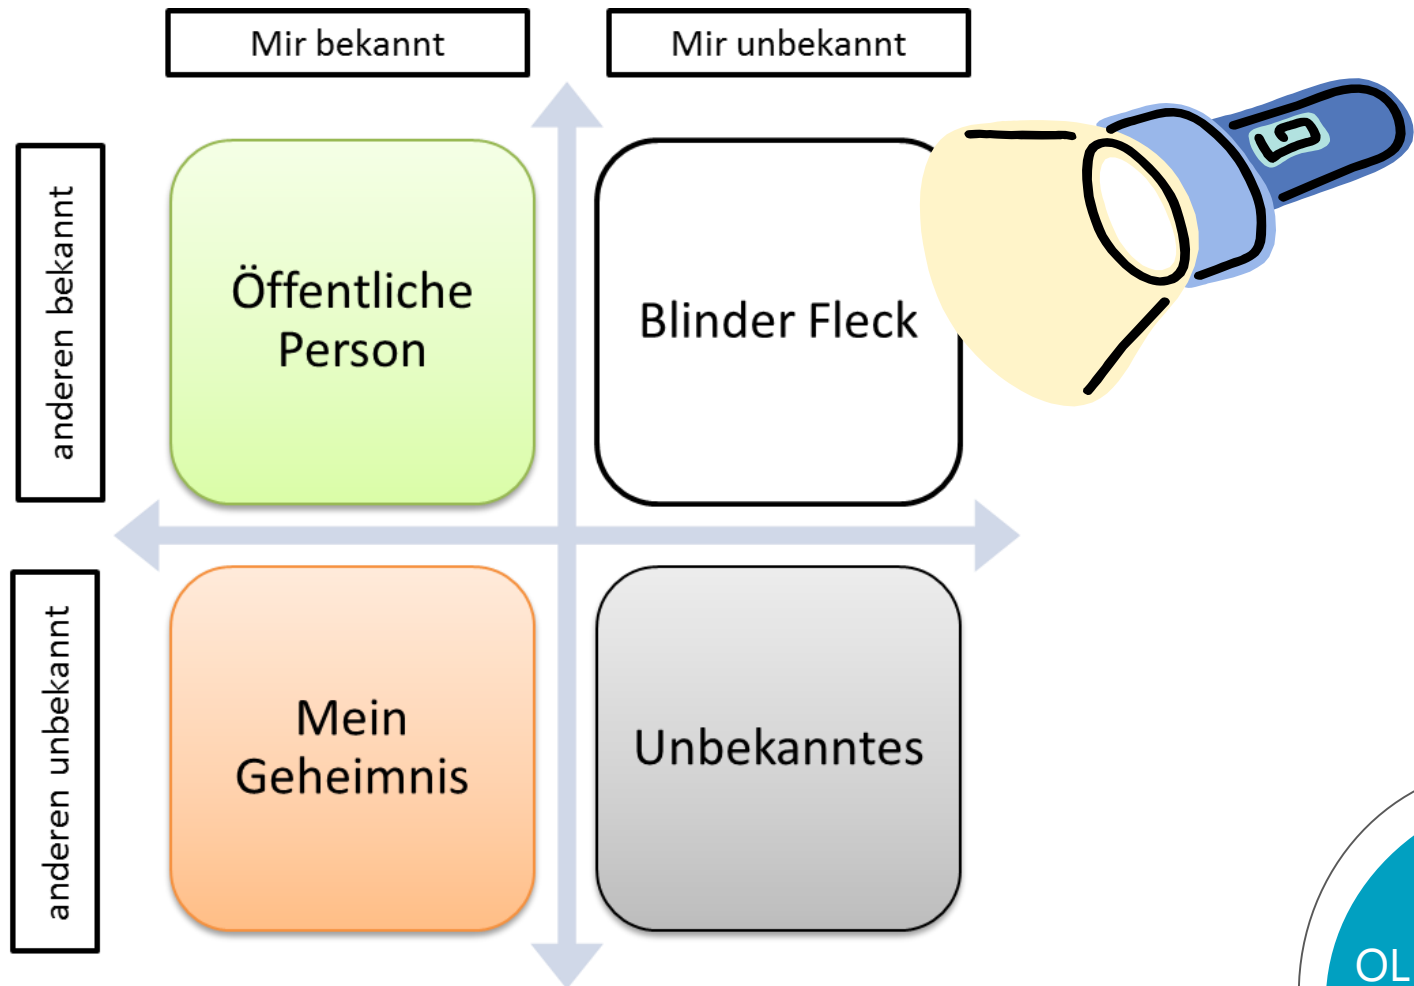 Mir bekannt
Mir unbekannt
anderen bekannt
Öffentliche
Person
Blinder Fleck
anderen unbekannt
Mein
Geheimnis
Unbekanntes
OL